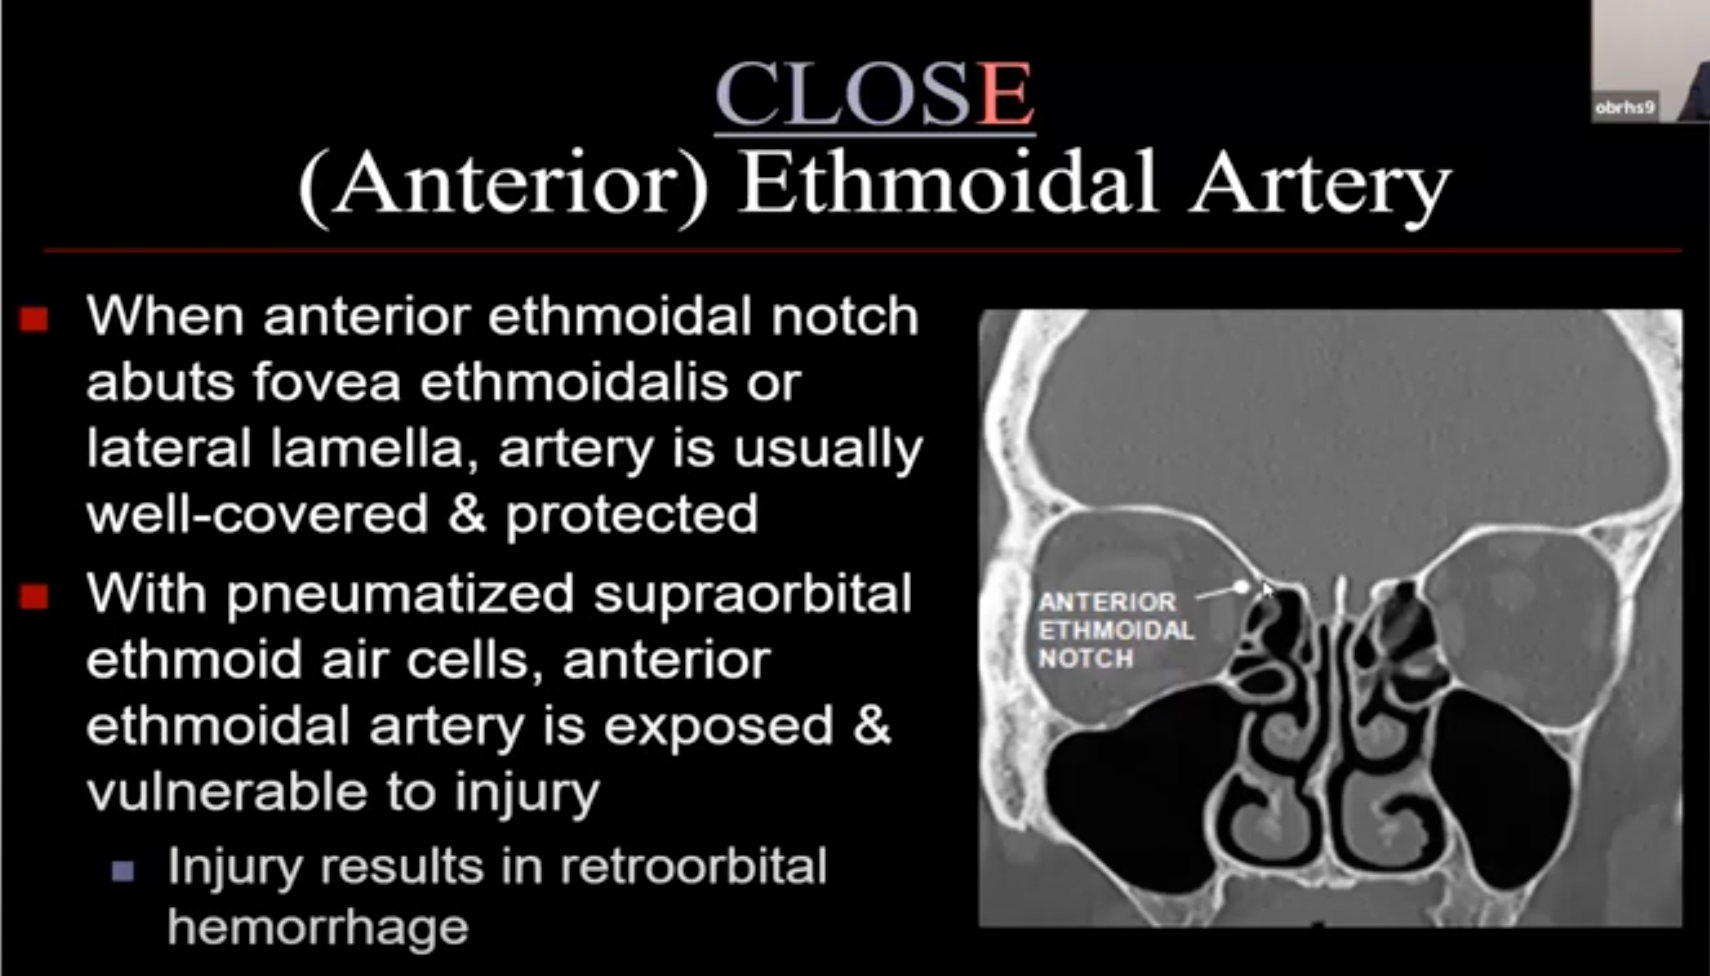 CLOSE
(Anterior) Ethmoidal Artery
obrhs9
When anterior ethmoidal notch
abuts fovea ethmoidalis or
lateral lamella, artery is usually
well-covered & protected
With pneumatized supraorbital
ethmoid air cells, anterior
ethmoidal artery is exposed &
vulnerable to injury
Injury results in retroorbital
hemorrhage
ANTERIOR
ETHMOIDAL
NOTCH